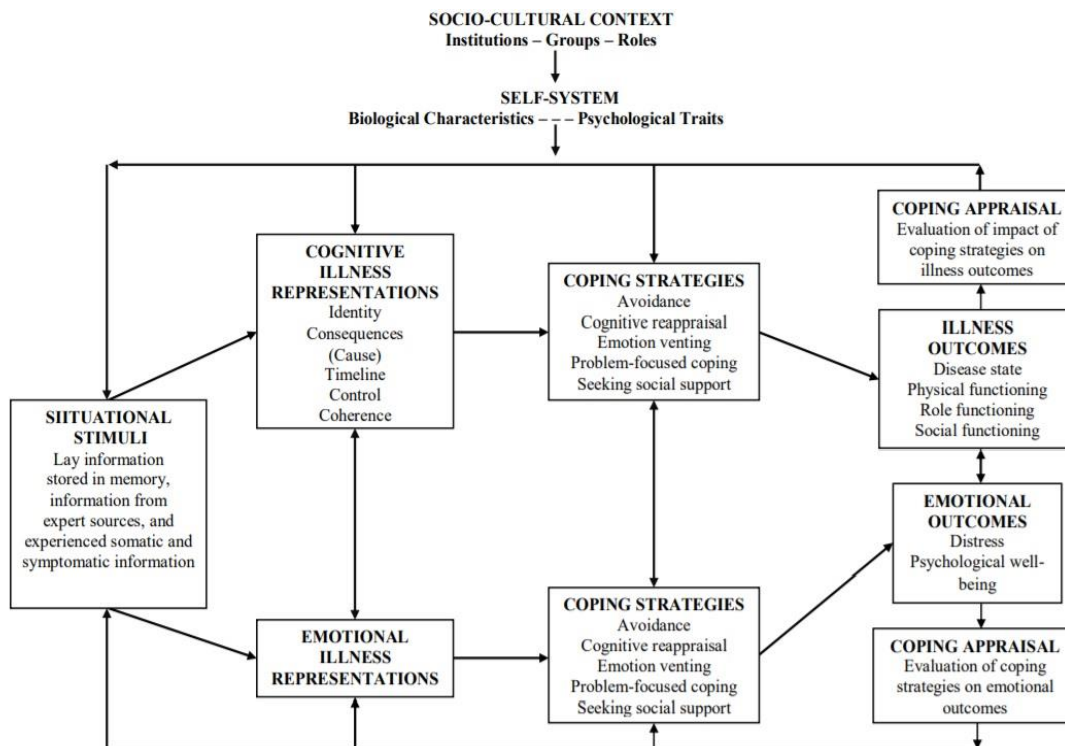 SOCIO-CULTURAL CONTEXT
Institutions – Groups – Roles
SELF-SYSTEM
Biological Characteristics – – – Psychological Traits
COGNITIVE
ILLNESS
REPRESENTATIONS
Identity
Consequences
(Cause)
Timeline
Control
Coherence
COPING STRATEGIES
Avoidance
Cognitive reappraisal
Emotion venting
Problem-focused coping
Seeking social support
COPING APPRAISAL
Evaluation of impact of
coping strategies on
illness outcomes
ILLNESS
OUTCOMES
Disease state
Physical functioning
Role functioning
Social functioning
SIITUATIONAL
STIMULI
Lay information
stored in memory,
information from
expert sources, and
experienced somatic and
symptomatic information
EMOTIONAL
OUTCOMES
Distress
Psychological well-
being
EMOTIONAL
ILLNESS
REPRESENTATIONS
COPING STRATEGIES
Avoidance
Cognitive reappraisal
Emotion venting
Problem-focused coping
Seeking social support
COPING APPRAISAL
Evaluation of coping
strategies on emotional
outcomes